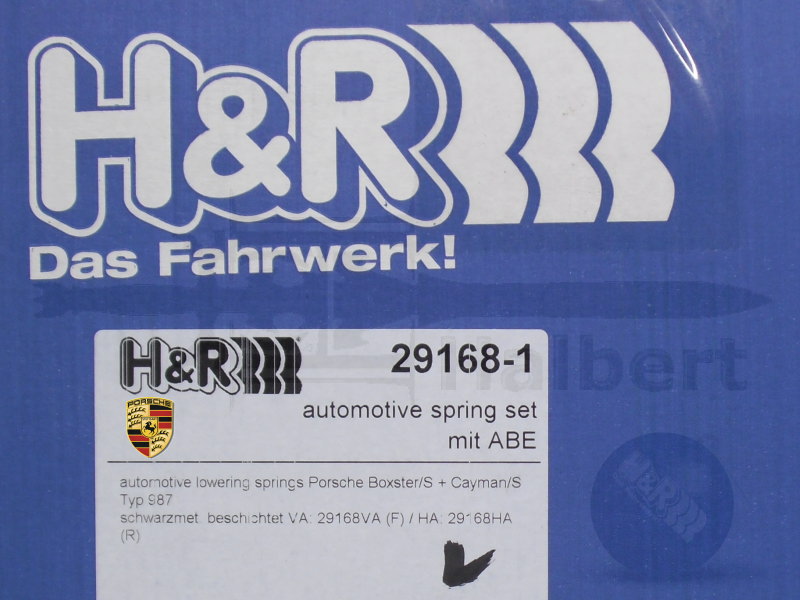 H&R
Das Fahrwerk!
H&R
29168-1
PORSCHE
automotive spring set
mit ABE
automotive lowering springs Porsche Boxster/S + Cayman/S
Typ 987
schwarzmet. beschichtet VA: 29168VA (F) / HA: 29168HA
(R)
Halbert
H&R